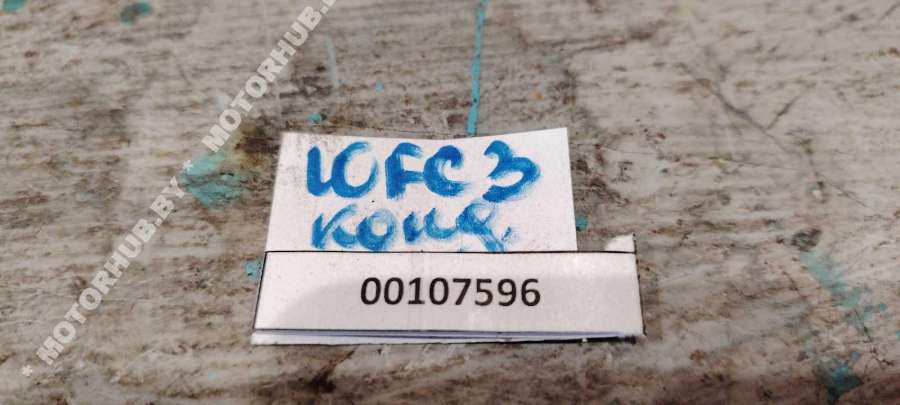 * MOTORHUB.BY * MOTORHUB.BY
10FC3
конд.
00107596